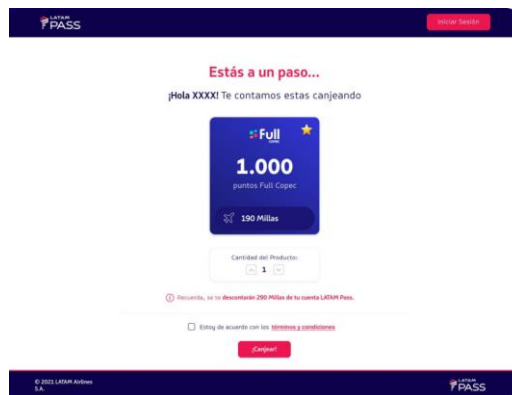 LATAM
PASS
Iniciar Sesión
Estás a un paso...
¡Hola XXXX! Te contamos estas canjeando
Full
copec
1.000
puntos Full Copec
190 Millas
Cantidad del Producto:
1
Recuerda, se te descontarán 290 Millas de tu cuenta LATAM Pass.
Estoy de acuerdo con los términos y condiciones
¡Canjear!
© 2021 LATAM Airlines
S.A.
LATAM
PASS